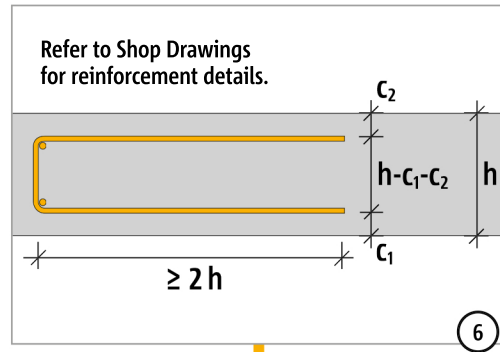 Refer to Shop Drawings
for reinforcement details.
c₂
h-c₁-c₂
h
c₁
≥ 2 h
6